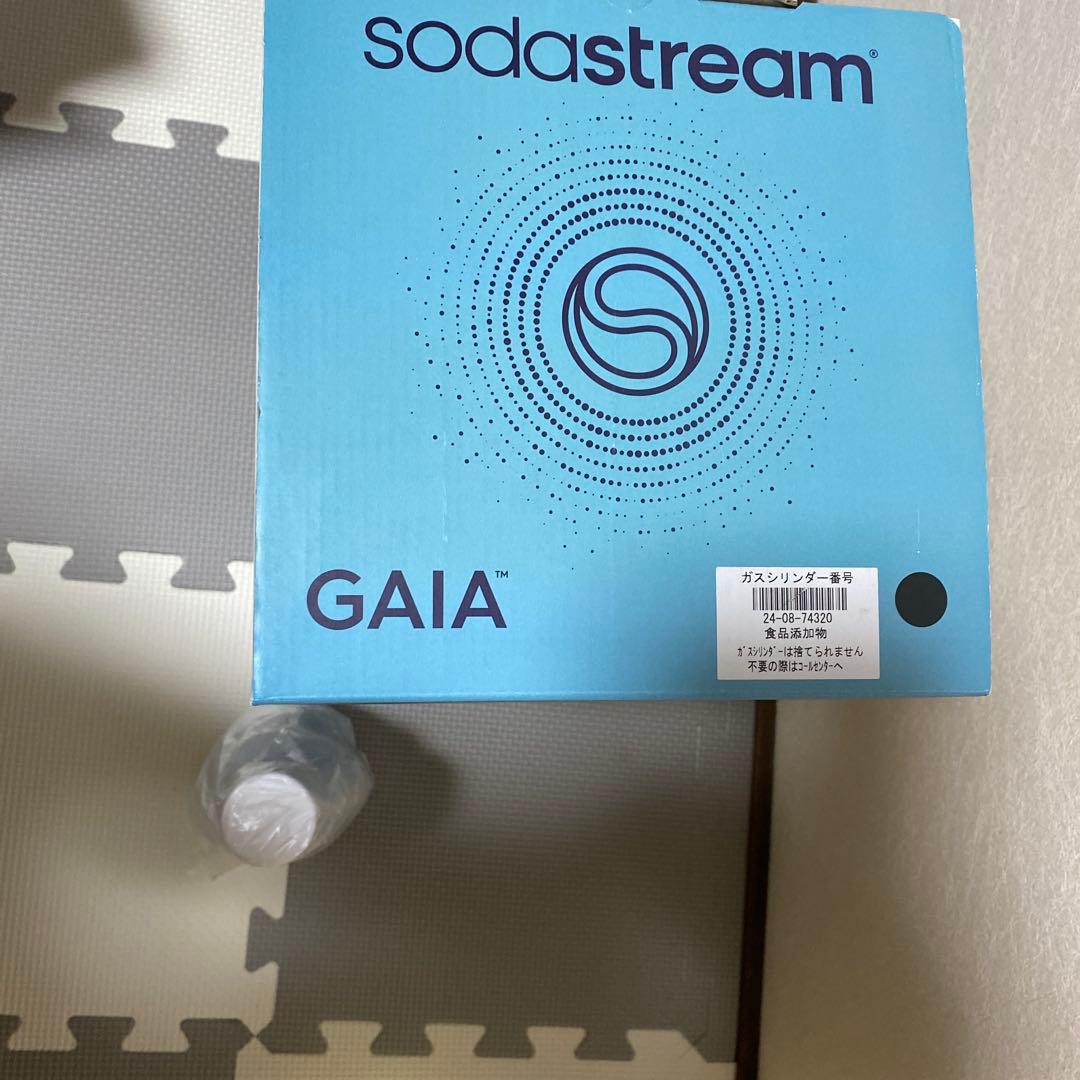 sodastream®
GAIA™
ガスシリンダー番号
24-08-74320
食品添加物
ｶﾞｽｼﾘﾝﾀﾞｰは捨てられません
不要の際はｺｰﾙｾﾝﾀｰへ